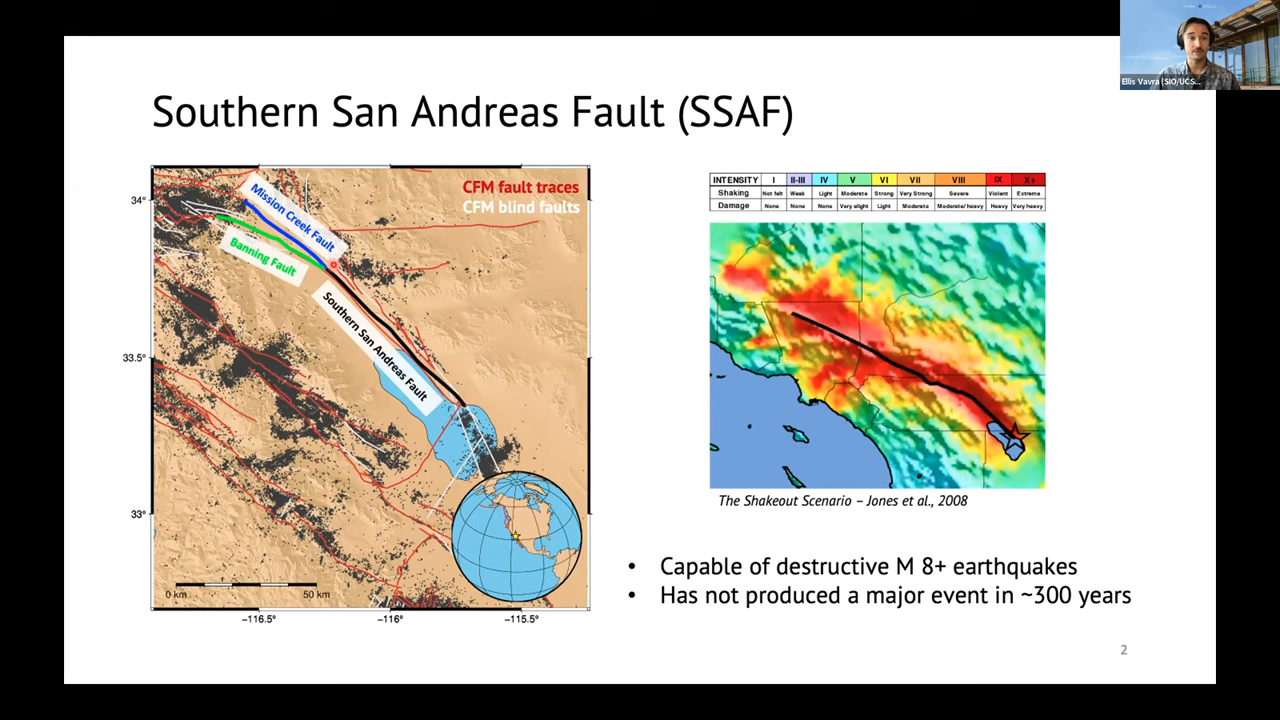 Ellis Vavra (SIO/UCS...
Southern San Andreas Fault (SSAF)
CFM fault traces
CFM blind faults
Mission Creek Fault
Banning Fault
Southern San Andreas Fault
34°
33.5°
33°
0 km 50 km
−116.5° −116° −115.5°
INTENSITY I II-III IV V VI VII VIII IX X+
Shaking Not felt Weak Light Moderate Strong Very Strong Severe Violent Extreme
Damage None None None Very slight Light Moderate Moderate/heavy Heavy Very heavy
The Shakeout Scenario – Jones et al., 2008
• Capable of destructive M 8+ earthquakes
• Has not produced a major event in ~300 years
2